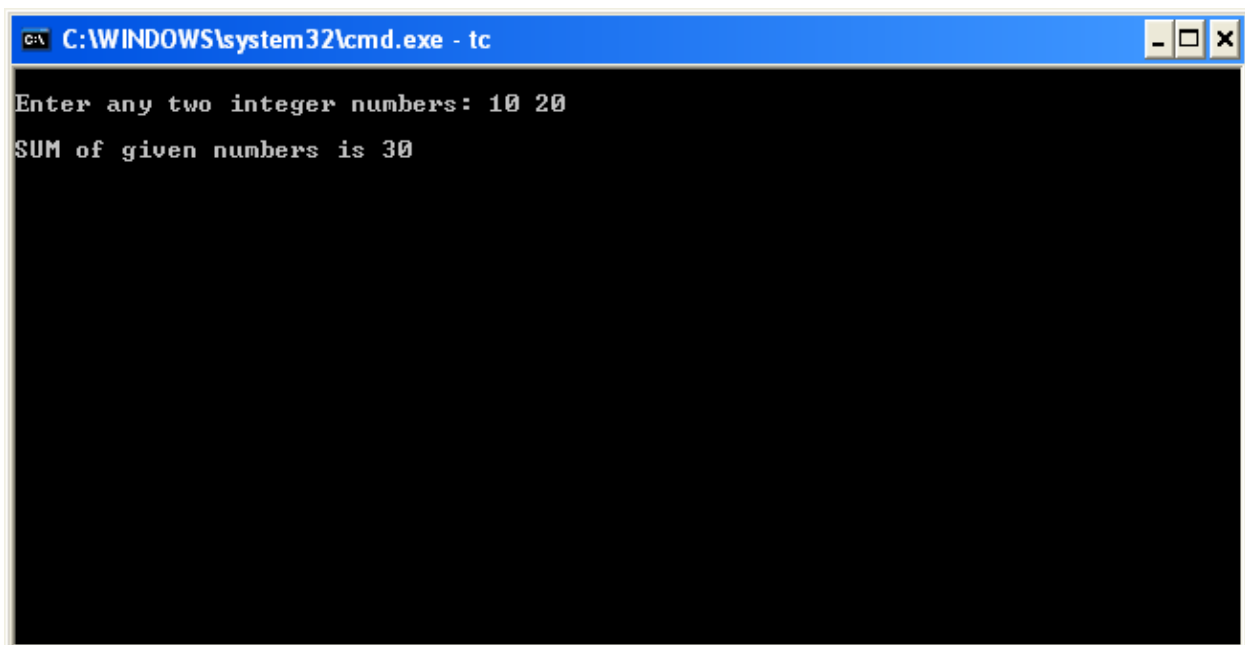 C:\WINDOWS\system32\cmd.exe - tc
Enter any two integer numbers: 10 20
SUM of given numbers is 30